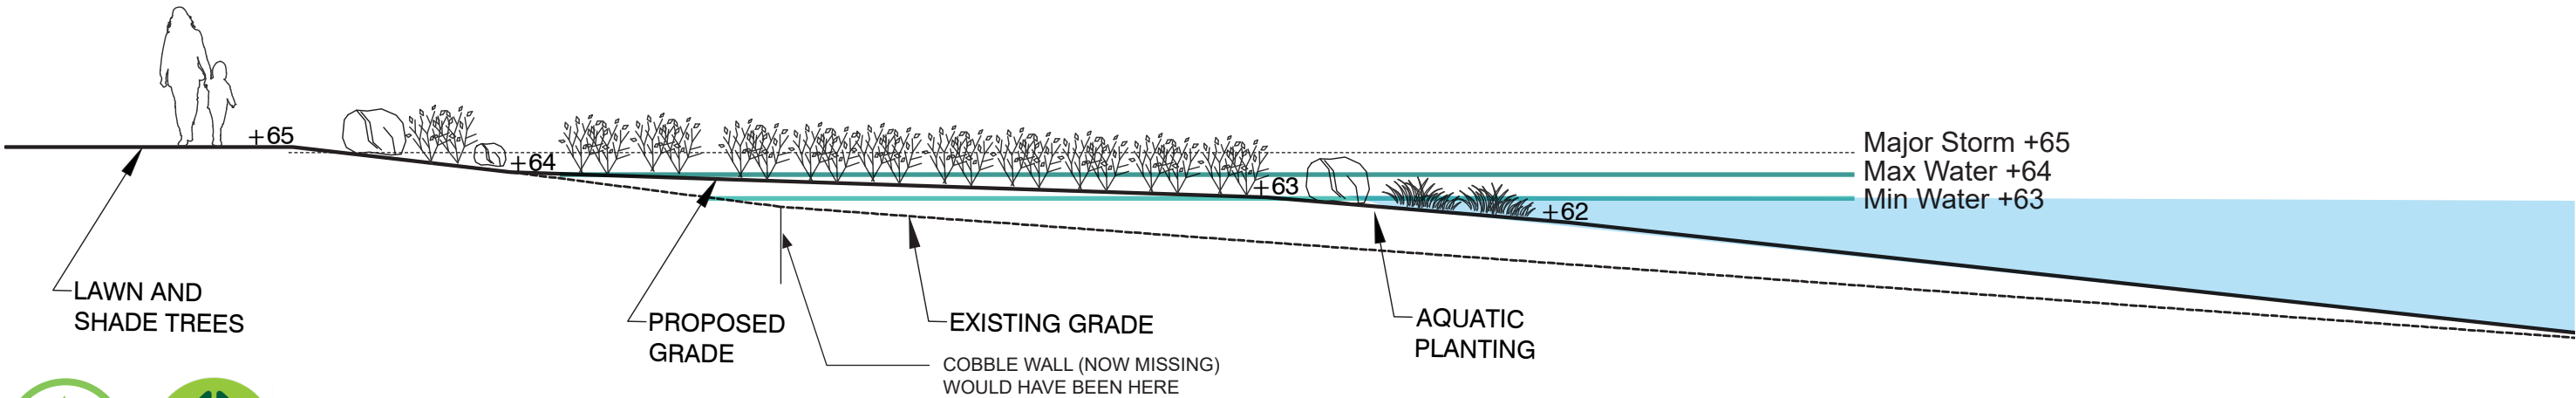 +65
+64
+63
+62
Major Storm +65
Max Water +64
Min Water +63
LAWN AND
SHADE TREES
PROPOSED
GRADE
EXISTING GRADE
COBBLE WALL (NOW MISSING)
WOULD HAVE BEEN HERE
AQUATIC
PLANTING